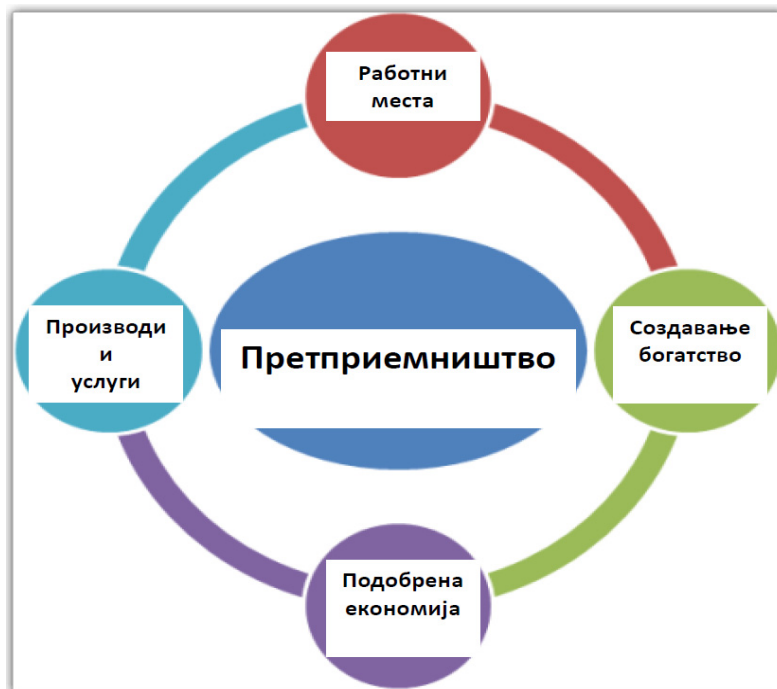 Работни
места
Производи
и
услуги
Претприемништво
Создавање
богатство
Подобрена
економија